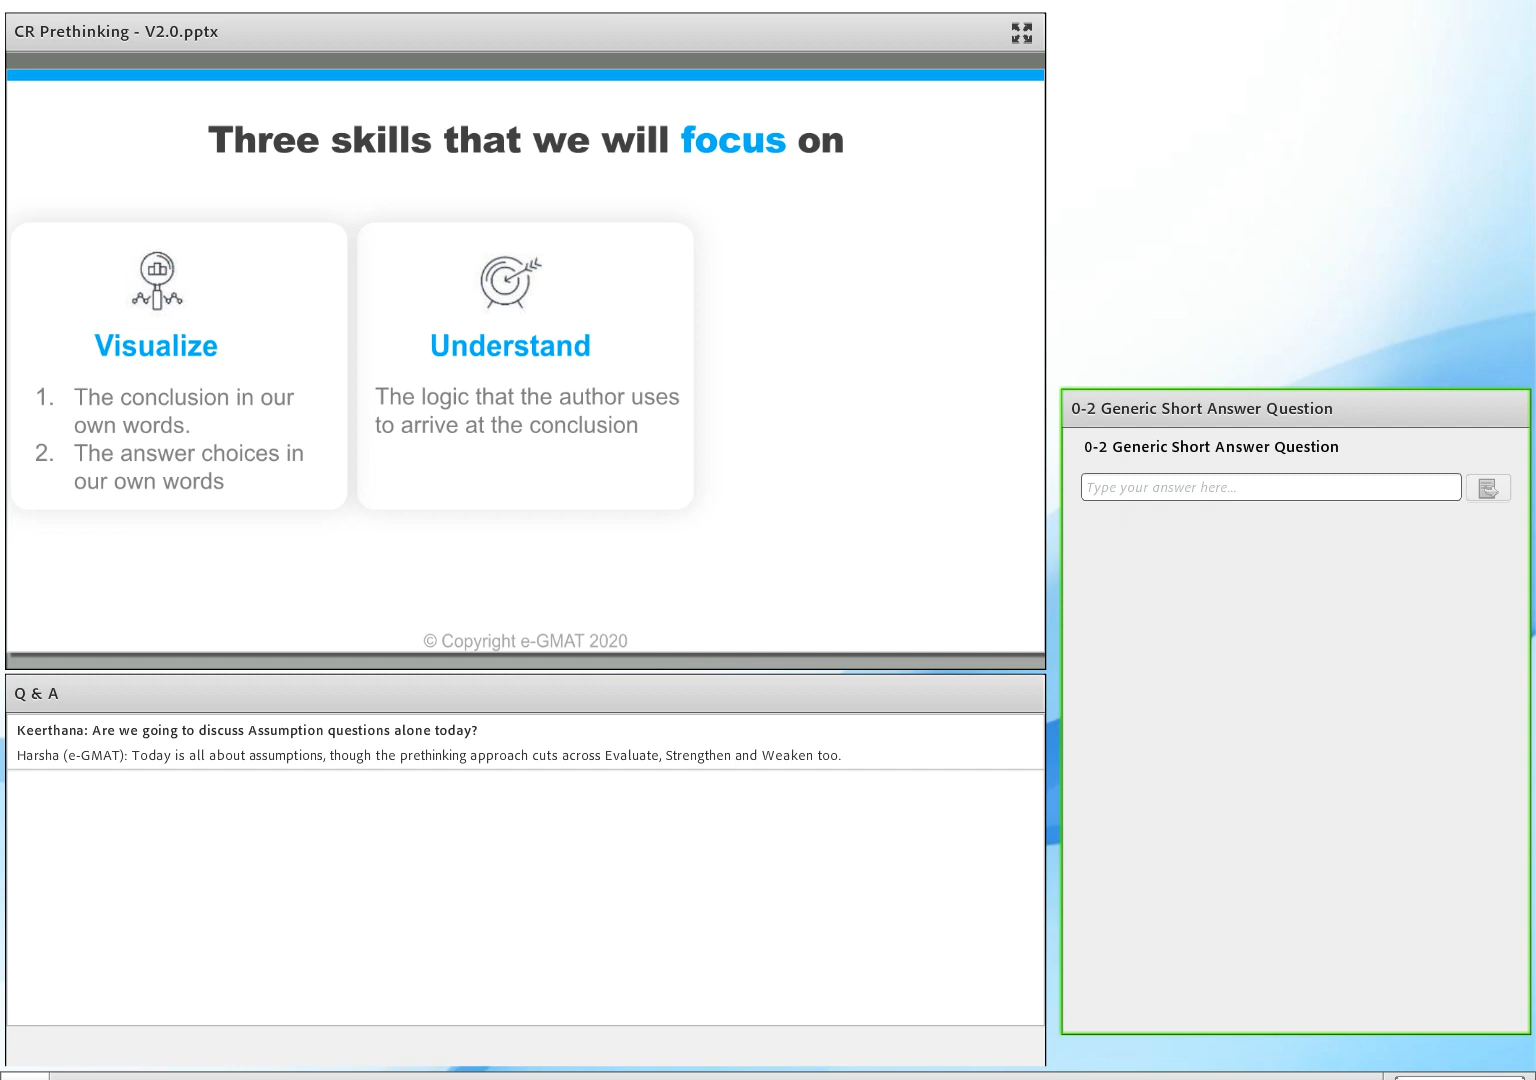 CR Prethinking - V2.0.pptx
Three skills that we will focus on
Visualize
1. The conclusion in our
own words.
2. The answer choices in
our own words
Understand
The logic that the author uses
to arrive at the conclusion
© Copyright e-GMAT 2020
Q & A
Keerthana: Are we going to discuss Assumption questions alone today?
Harsha (e-GMAT): Today is all about assumptions, though the prethinking approach cuts across Evaluate, Strengthen and Weaken too.
0-2 Generic Short Answer Question
0-2 Generic Short Answer Question
Type your answer here...